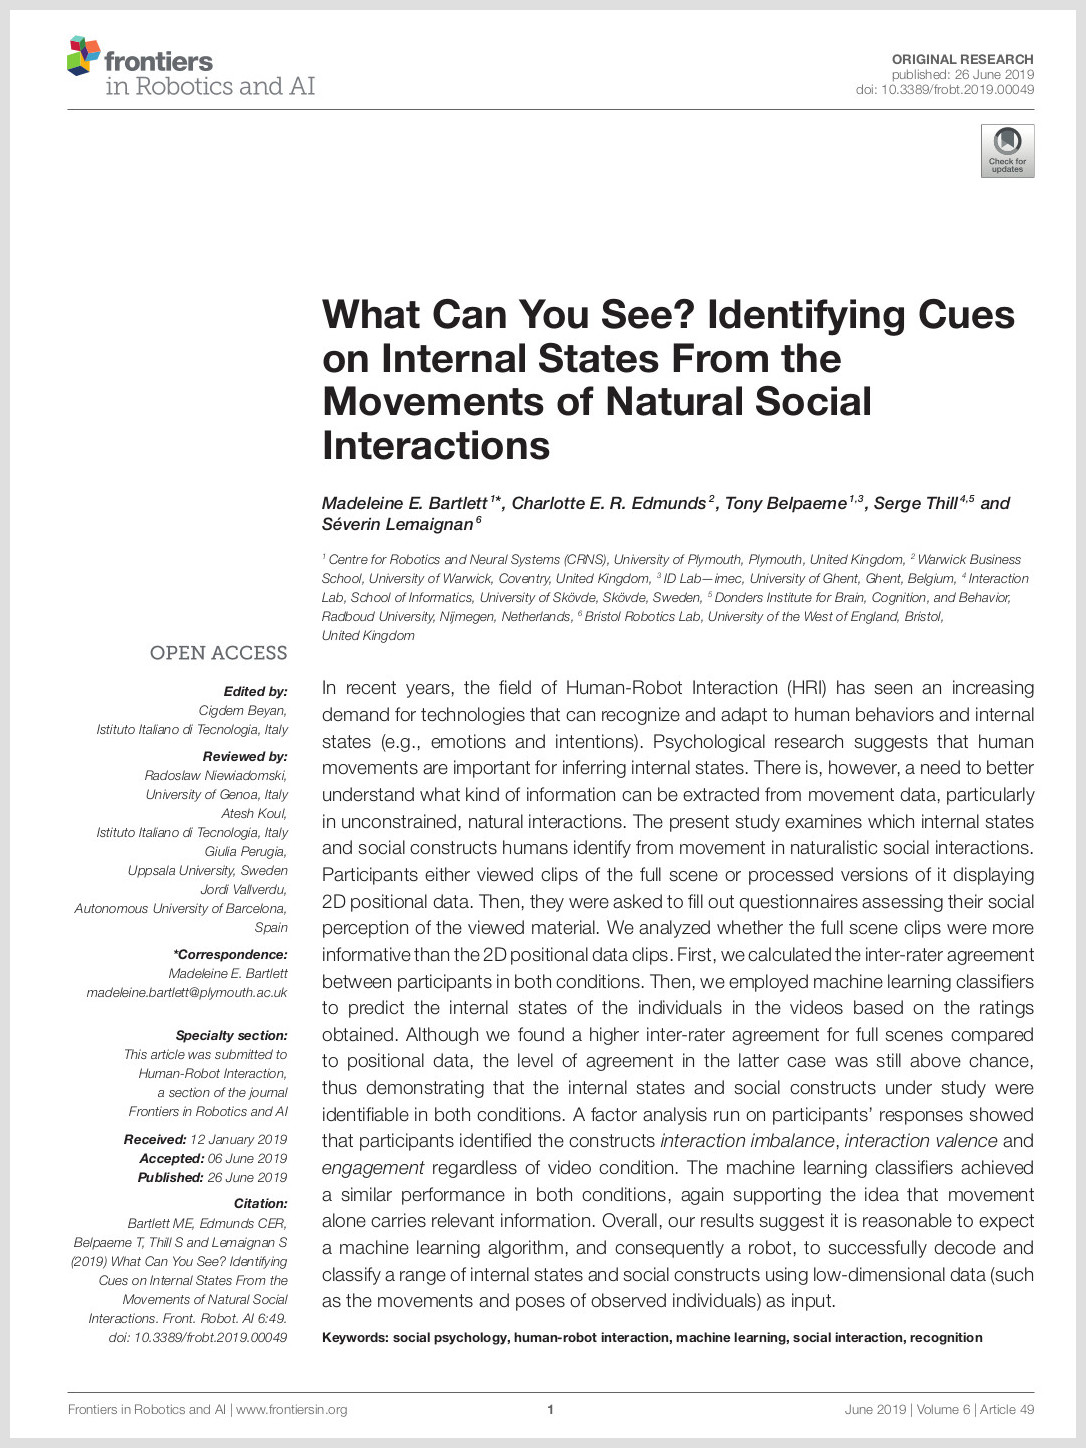 frontiers
in Robotics and AI
ORIGINAL RESEARCH
published: 26 June 2019
doi: 10.3389/frobt.2019.00049
Check for
updates
What Can You See? Identifying Cues
on Internal States From the
Movements of Natural Social
Interactions
Madeleine E. Bartlett 1*, Charlotte E. R. Edmunds 2, Tony Belpaeme 1,3, Serge Thill 4,5 and
Séverin Lemaignan 6
1 Centre for Robotics and Neural Systems (CRNS), University of Plymouth, Plymouth, United Kingdom, 2 Warwick Business
School, University of Warwick, Coventry, United Kingdom, 3 ID Lab—imec, University of Ghent, Ghent, Belgium, 4 Interaction
Lab, School of Informatics, University of Skövde, Skövde, Sweden, 5 Donders Institute for Brain, Cognition, and Behavior,
Radboud University, Nijmegen, Netherlands, 6 Bristol Robotics Lab, University of the West of England, Bristol,
United Kingdom
OPEN ACCESS
Edited by:
Cigdem Beyan,
Istituto Italiano di Tecnologia, Italy
Reviewed by:
Radoslaw Niewiadomski,
University of Genoa, Italy
Atesh Koul,
Istituto Italiano di Tecnologia, Italy
Giulia Perugia,
Uppsala University, Sweden
Jordi Vallverdu,
Autonomous University of Barcelona,
Spain
*Correspondence:
Madeleine E. Bartlett
madeleine.bartlett@plymouth.ac.uk
Specialty section:
This article was submitted to
Human-Robot Interaction,
a section of the journal
Frontiers in Robotics and AI
Received: 12 January 2019
Accepted: 06 June 2019
Published: 26 June 2019
Citation:
Bartlett ME, Edmunds CER,
Belpaeme T, Thill S and Lemaignan S
(2019) What Can You See? Identifying
Cues on Internal States From the
Movements of Natural Social
Interactions. Front. Robot. AI 6:49.
doi: 10.3389/frobt.2019.00049
In recent years, the field of Human-Robot Interaction (HRI) has seen an increasing
demand for technologies that can recognize and adapt to human behaviors and internal
states (e.g., emotions and intentions). Psychological research suggests that human
movements are important for inferring internal states. There is, however, a need to better
understand what kind of information can be extracted from movement data, particularly
in unconstrained, natural interactions. The present study examines which internal states
and social constructs humans identify from movement in naturalistic social interactions.
Participants either viewed clips of the full scene or processed versions of it displaying
2D positional data. Then, they were asked to fill out questionnaires assessing their social
perception of the viewed material. We analyzed whether the full scene clips were more
informative than the 2D positional data clips. First, we calculated the inter-rater agreement
between participants in both conditions. Then, we employed machine learning classifiers
to predict the internal states of the individuals in the videos based on the ratings
obtained. Although we found a higher inter-rater agreement for full scenes compared
to positional data, the level of agreement in the latter case was still above chance,
thus demonstrating that the internal states and social constructs under study were
identifiable in both conditions. A factor analysis run on participants’ responses showed
that participants identified the constructs interaction imbalance, interaction valence and
engagement regardless of video condition. The machine learning classifiers achieved
a similar performance in both conditions, again supporting the idea that movement
alone carries relevant information. Overall, our results suggest it is reasonable to expect
a machine learning algorithm, and consequently a robot, to successfully decode and
classify a range of internal states and social constructs using low-dimensional data (such
as the movements and poses of observed individuals) as input.
Keywords: social psychology, human-robot interaction, machine learning, social interaction, recognition
Frontiers in Robotics and AI | www.frontiersin.org
1
June 2019 | Volume 6 | Article 49